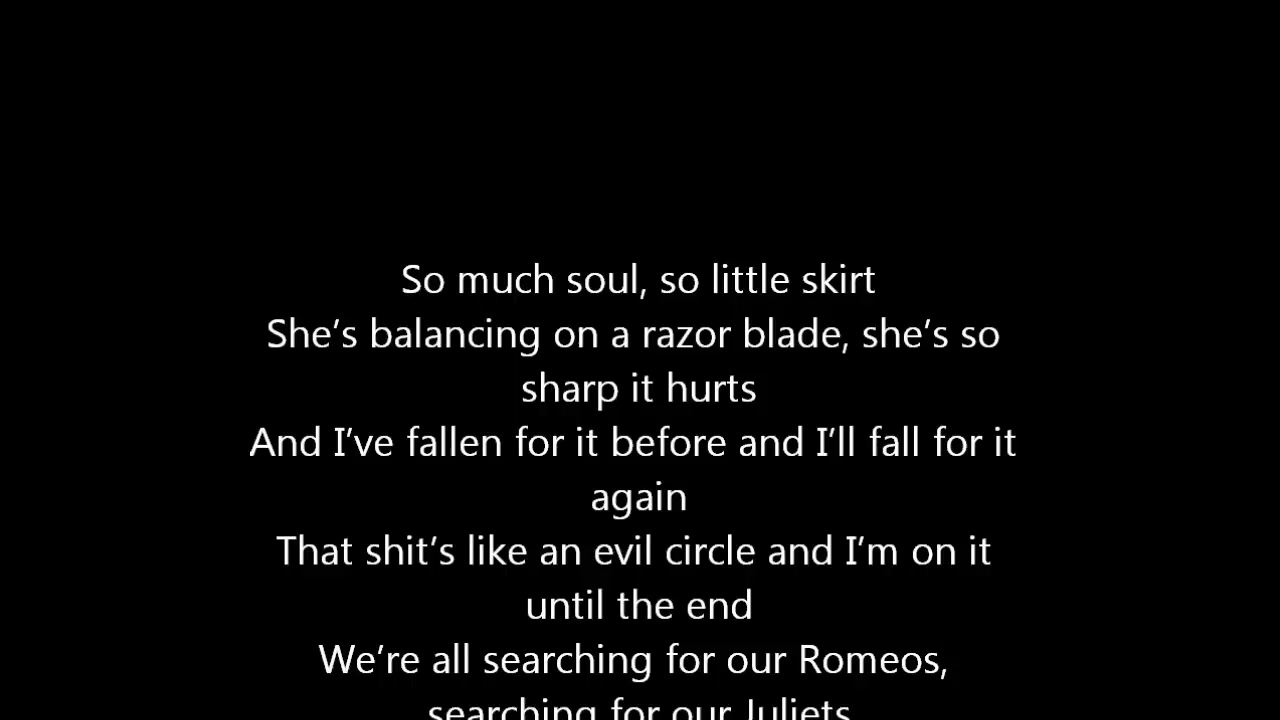 So much soul, so little skirt
She's balancing on a razor blade, she's so
sharp it hurts
And I've fallen for it before and I'll fall for it
again
That shit's like an evil circle and I'm on it
until the end
We're all searching for our Romeos,
searching for our Juliets